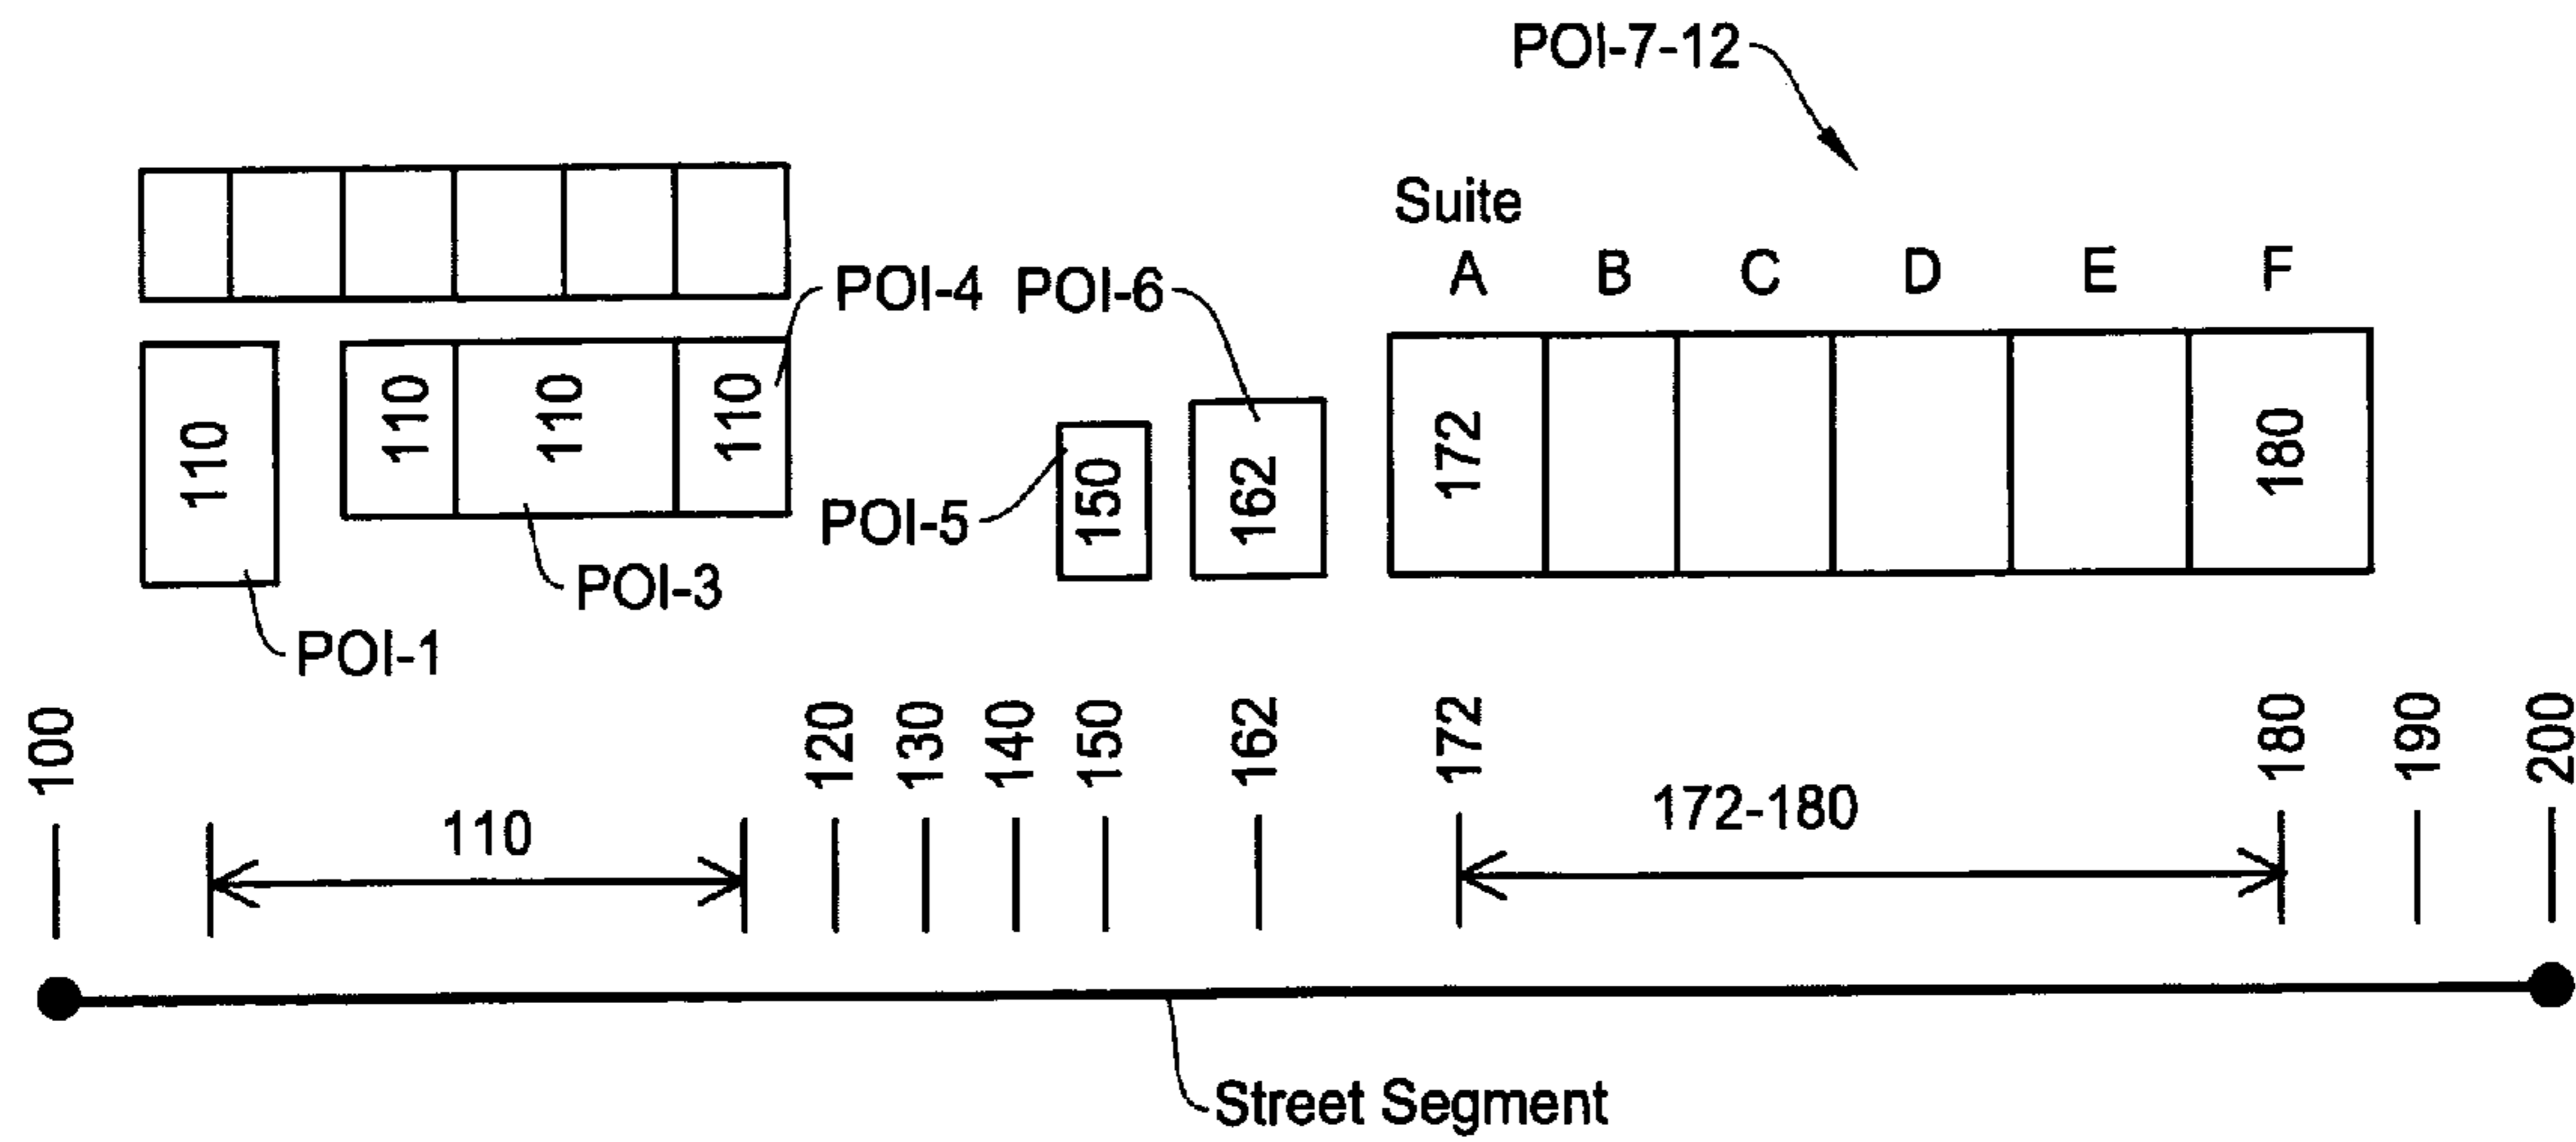 POI-7-12
Suite
A B C D E F
POI-4
POI-6
110
110
110
110
150
162
172
180
POI-5
POI-3
POI-1
100
120
130
140
150
162
172
180
190
200
110
172-180
Street Segment